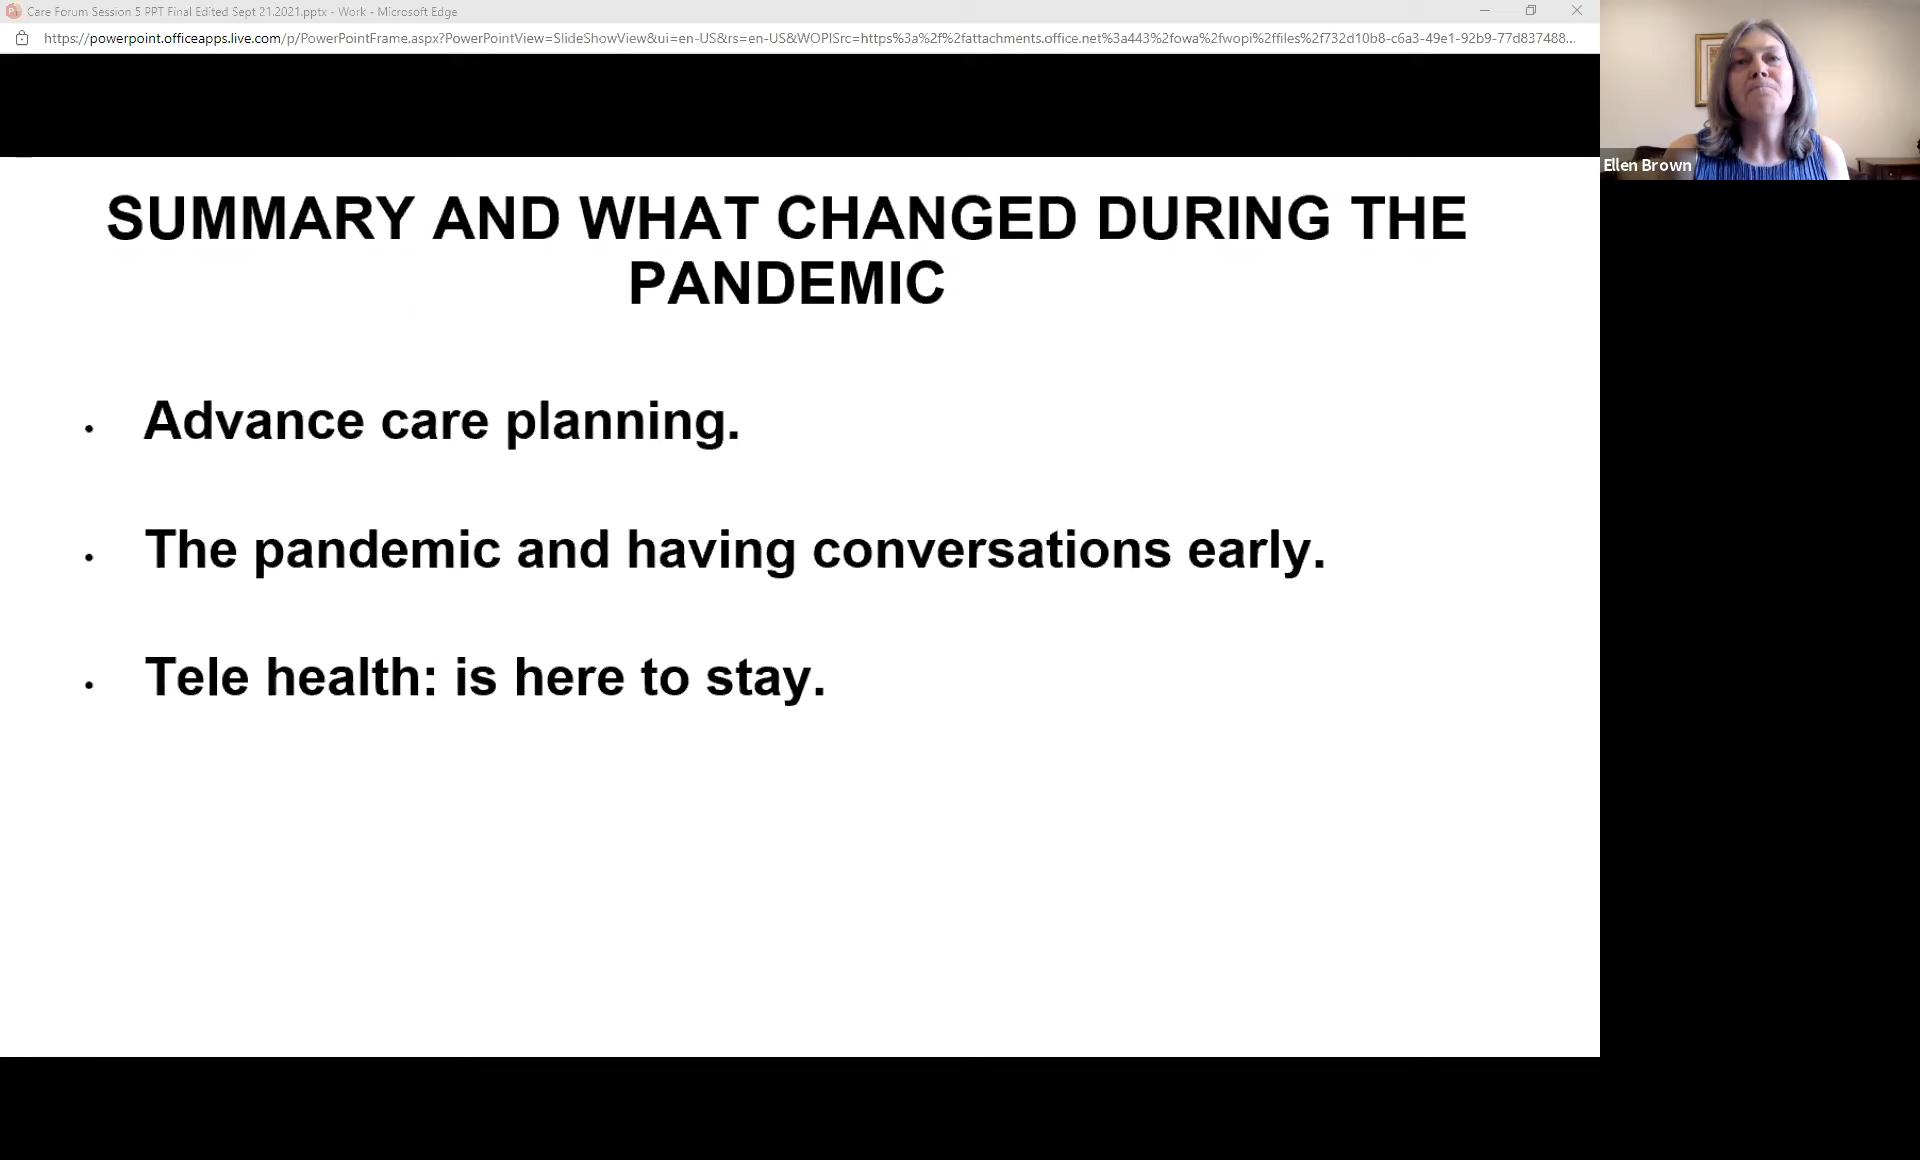 Care Forum Session 5 PPT Final Edited Sept 21.2021.pptx - Work - Microsoft Edge
https://powerpoint.officeapps.live.com/p/PowerPointFrame.aspx?PowerPointView=SlideShowView&ui=en-US&rs=en-US&WOPISrc=https%3a%2f%2fattachments.office.net%3a443%2fowa%2fwopi%2ffiles%2f732d10b8-c6a3-49e1-92b9-77d837488...
Ellen Brown
SUMMARY AND WHAT CHANGED DURING THE
PANDEMIC
• Advance care planning.
• The pandemic and having conversations early.
• Tele health: is here to stay.